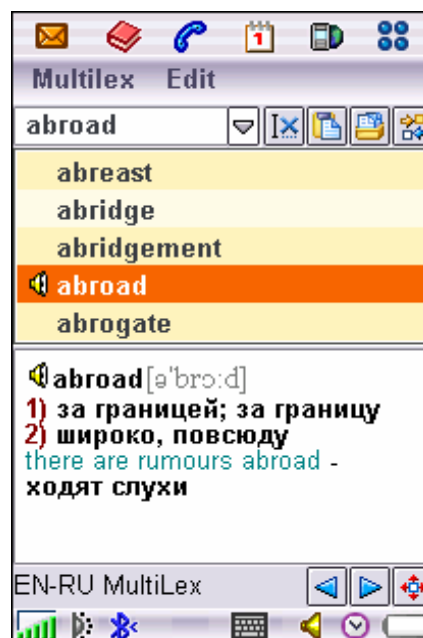 1
Multilex Edit
abroad
abreast
abridge
abridgement
abroad
abrogate
abroad [ə'brɔ:d]
1) за границей; за границу
2) широко, повсюду
there are rumours abroad -
ходят слухи
EN-RU MultiLex